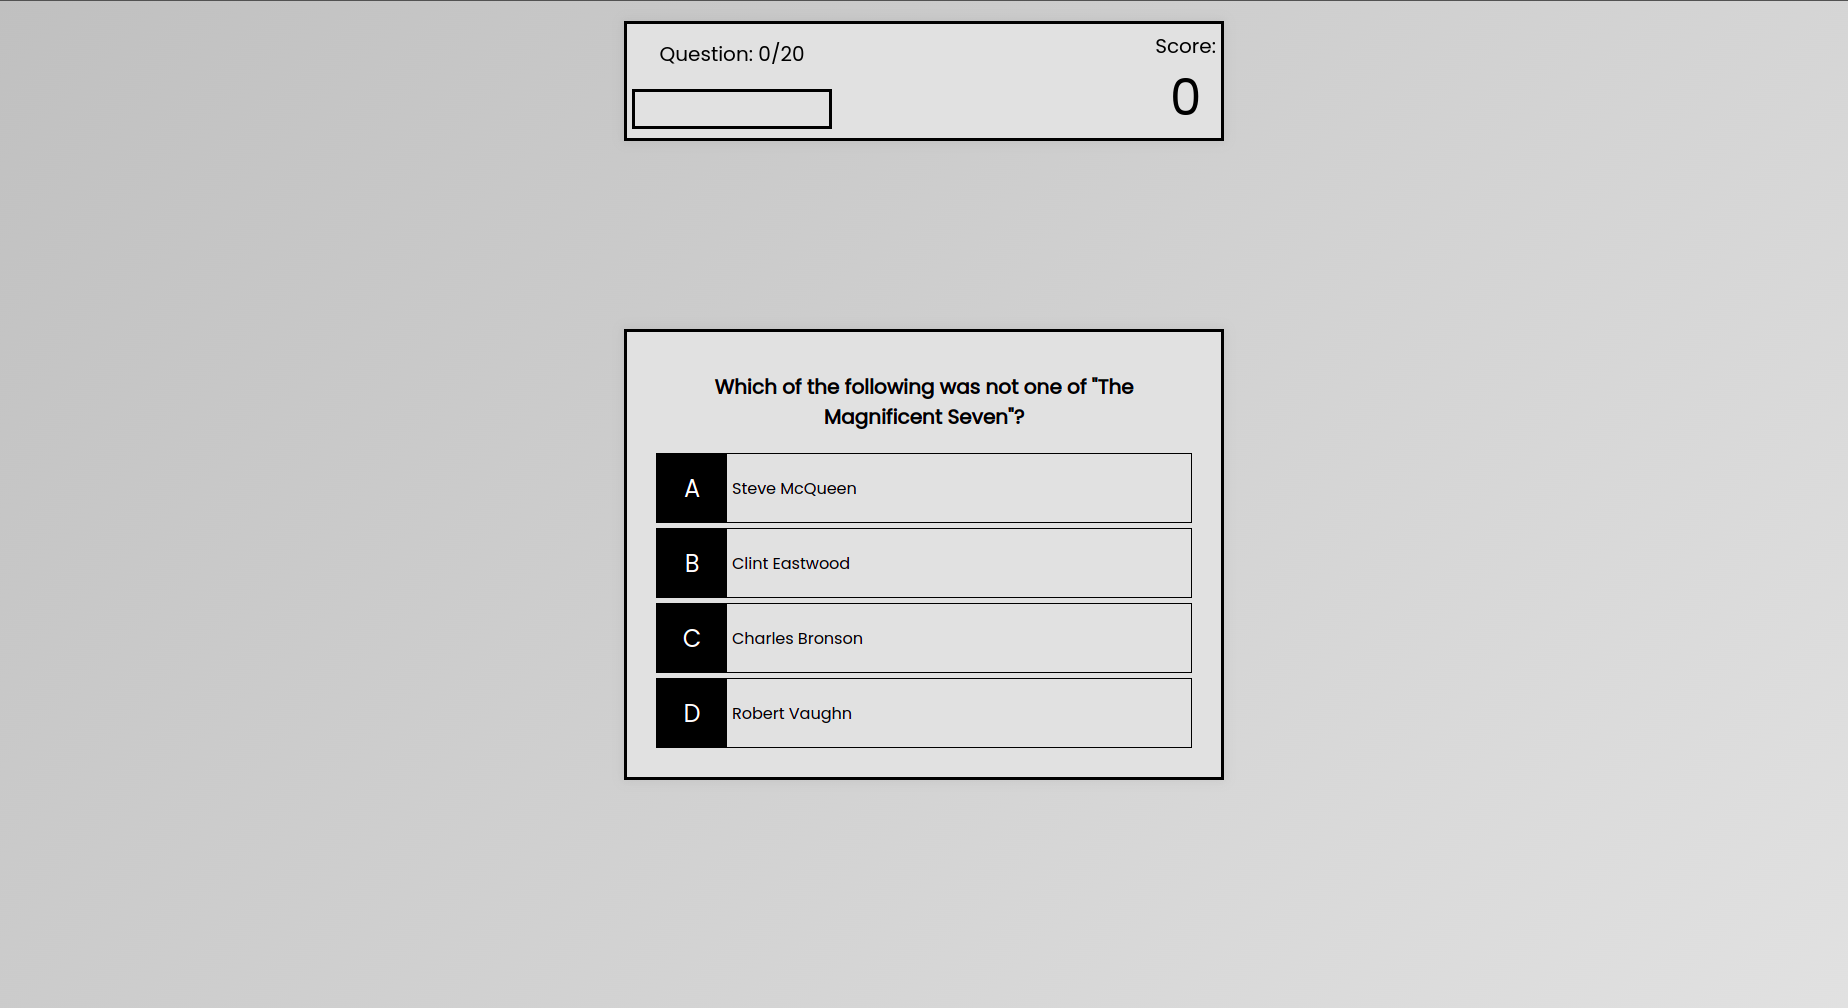 Question: 0/20
Score:
0
Which of the following was not one of "The
Magnificent Seven"?
A Steve McQueen
B Clint Eastwood
C Charles Bronson
D Robert Vaughn